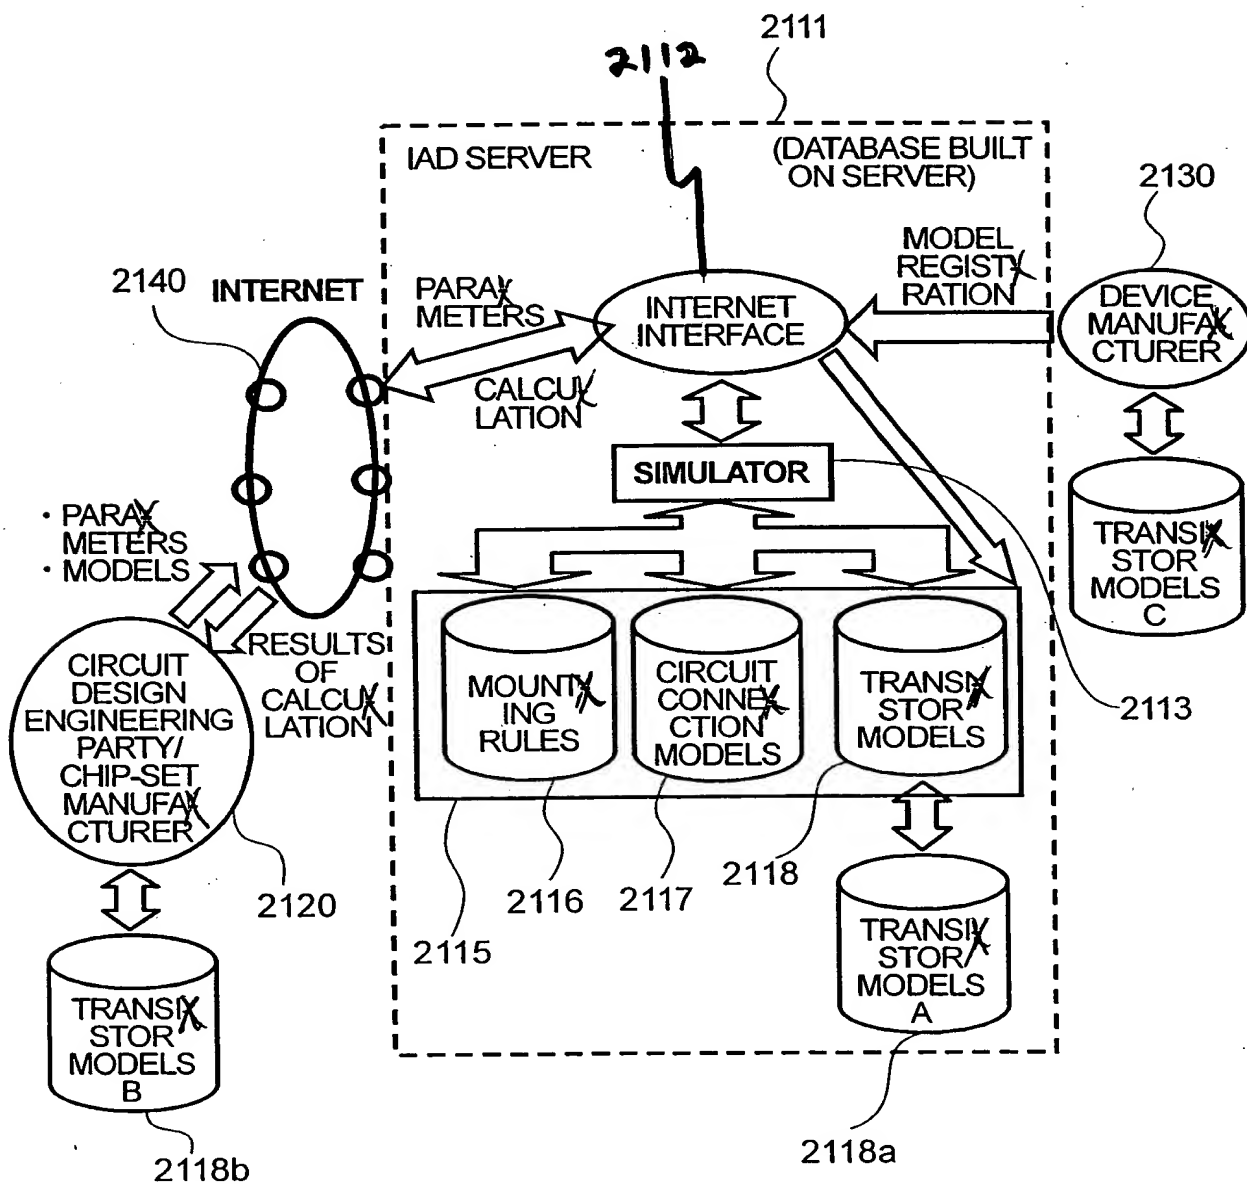 2111
2112
IAD SERVER
(DATABASE BUILT
ON SERVER)
2130
MODEL
REGISTY
RATION
2140
INTERNET
PARA
METERS
INTERNET
INTERFACE
DEVICE
MANUFA
CTURER
CALCU
LATION
SIMULATOR
· PARA
METERS
· MODELS
TRANSI
STOR
MODELS
C
RESULTS
OF
CALCU
LATION
CIRCUIT
DESIGN
ENGINEERING
PARTY/
CHIP-SET
MANUFA
CTURER
MOUNT
ING
RULES
CIRCUIT
CONNE
CTION
MODELS
TRANSI
STOR
MODELS
2113
2120
2115
2116
2117
2118
TRANSI
STOR
MODELS
A
TRANSI
STOR
MODELS
B
2118b
2118a